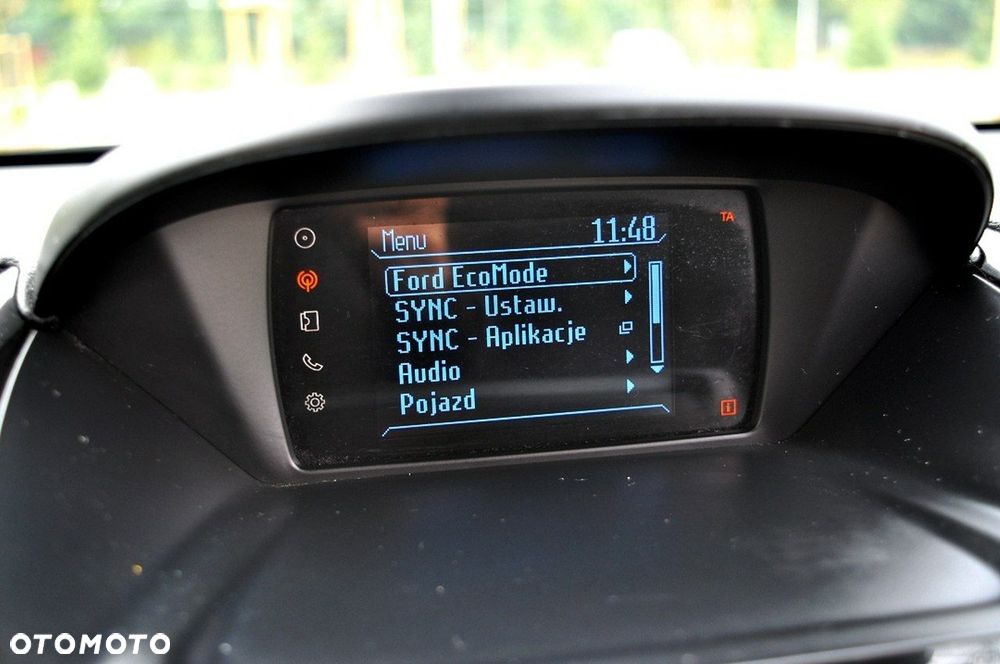 Menu 11:48
TA
Ford EcoMode
SYNC - Ustaw.
SYNC - Aplikacje
Audio
Pojazd
i
OTOMOTO